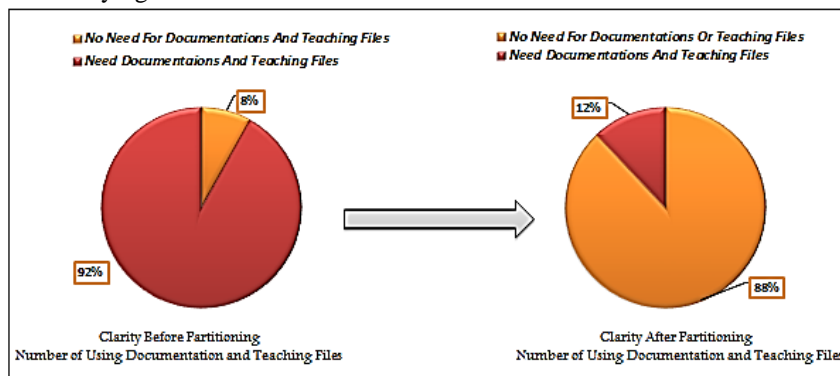 No Need For Documentations And Teaching Files
Need Documentaions And Teaching Files
8%
92%
Clarity Before Partitioning
Number of Using Documentation and Teaching Files
No Need For Documentations Or Teaching Files
Need Documentations And Teaching Files
12%
88%
Clarity After Partitioning
Number of Using Documentation and Teaching Files